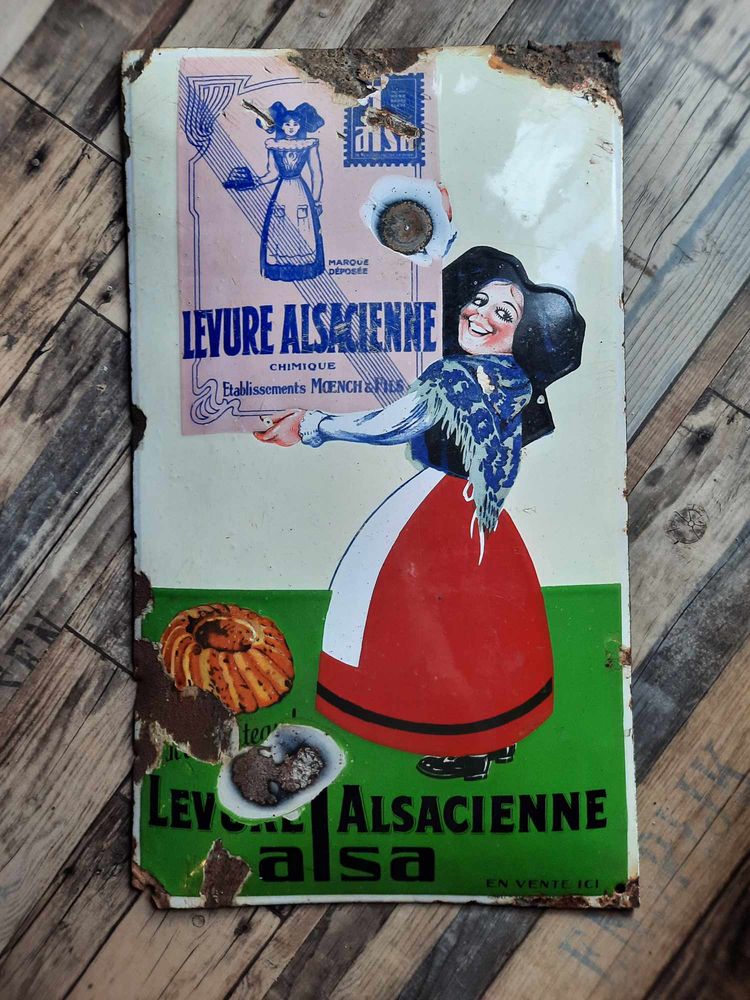 alsa
MARQUE
DÉPOSÉE
LEVURE ALSACIENNE
CHIMIQUE
Etablissements MOENCH & FILS
LEVURE ALSACIENNE
alsa
EN VENTE ICI